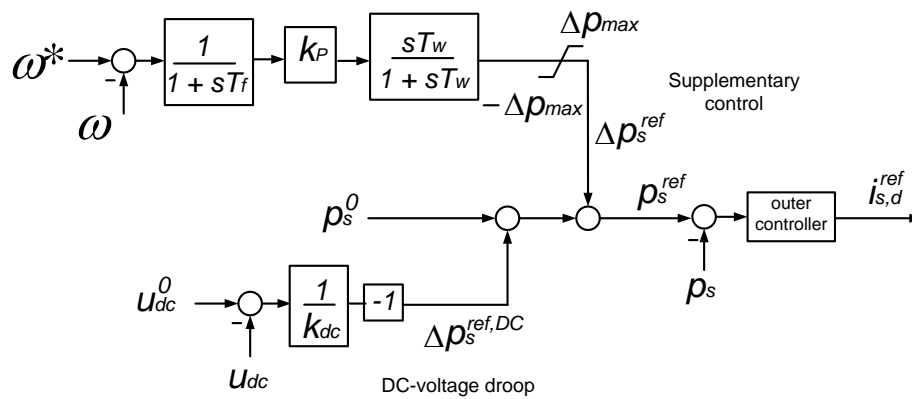 ω*
-
ω
1
1 + sT_f
k_P
sT_w
1 + sT_w
Δp_max
- Δp_max
Supplementary
control
Δp_s^ref
p_s^0
p_s^ref
-
p_s
outer
controller
i_s,d^ref
u_dc^0
-
u_dc
1
k_dc
-1
Δp_s^ref,DC
DC-voltage droop